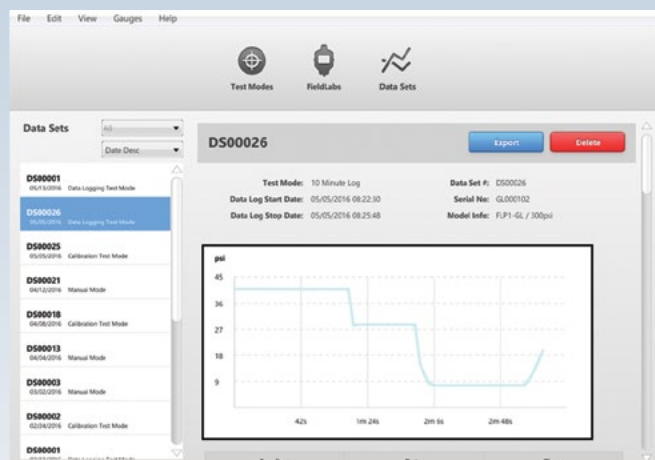 File Edit View Gauges Help
Test Modes FieldLabs Data Sets
Data Sets
All
Date Desc
DS00001
05/13/2016 Data Logging Test Mode
DS00026
05/05/2016 Data Logging Test Mode
DS00025
05/05/2016 Calibration Test Mode
DS00021
04/12/2016 Manual Mode
DS00018
04/08/2016 Calibration Test Mode
DS00013
04/04/2016 Manual Mode
DS00003
03/02/2016 Manual Mode
DS00002
02/24/2016 Calibration Test Mode
DS00001
DS00026
Export Delete
Test Mode: 10 Minute Log
Data Set #: DS00026
Data Log Start Date: 05/05/2016 08:22:30
Serial No: GL000102
Data Log Stop Date: 05/05/2016 08:25:48
Model Info: FLP1-GL / 300psi
psi
45
36
27
18
9
42s 1m 24s 2m 6s 2m 48s